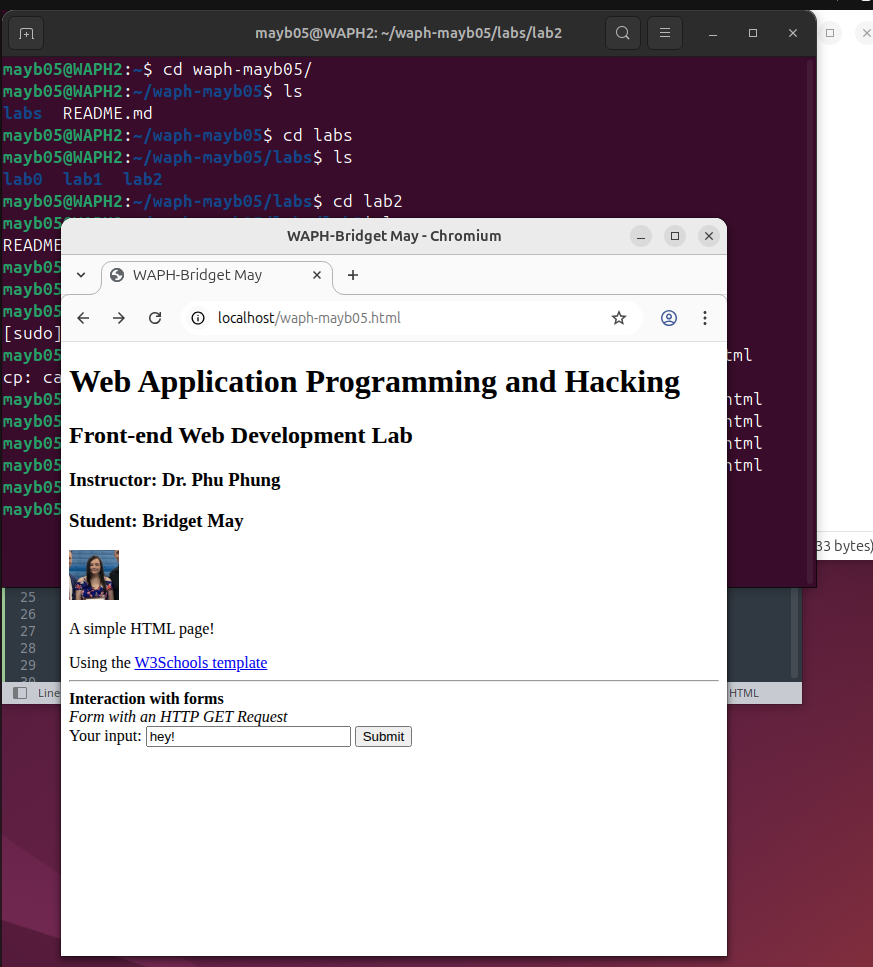 mayb05@WAPH2: ~/waph-mayb05/labs/lab2
mayb05@WAPH2:~$ cd waph-mayb05/
mayb05@WAPH2:~/waph-mayb05$ ls
labs README.md
mayb05@WAPH2:~/waph-mayb05$ cd labs
mayb05@WAPH2:~/waph-mayb05/labs$ ls
lab0 lab1 lab2
mayb05@WAPH2:~/waph-mayb05/labs$ cd lab2
mayb05
README
mayb05
mayb05
mayb05
[sudo]
mayb05 tml
cp: ca
mayb05 html
mayb05 html
mayb05 html
mayb05 html
mayb05
mayb05
WAPH-Bridget May - Chromium
WAPH-Bridget May
localhost/waph-mayb05.html
Web Application Programming and Hacking
Front-end Web Development Lab
Instructor: Dr. Phu Phung
Student: Bridget May
A simple HTML page!
Using the W3Schools template
Interaction with forms
Form with an HTTP GET Request
Your input: hey! Submit
33 bytes)
25
26
27
28
29
30
Line HTML